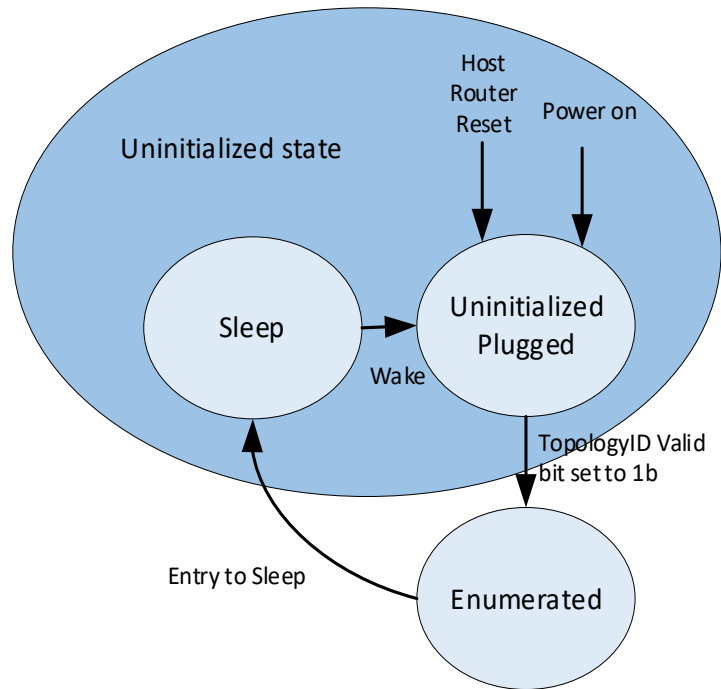 Host
Router
Reset
Power on
Uninitialized state
Sleep
Uninitialized
Plugged
Wake
TopologyID Valid
bit set to 1b
Entry to Sleep
Enumerated